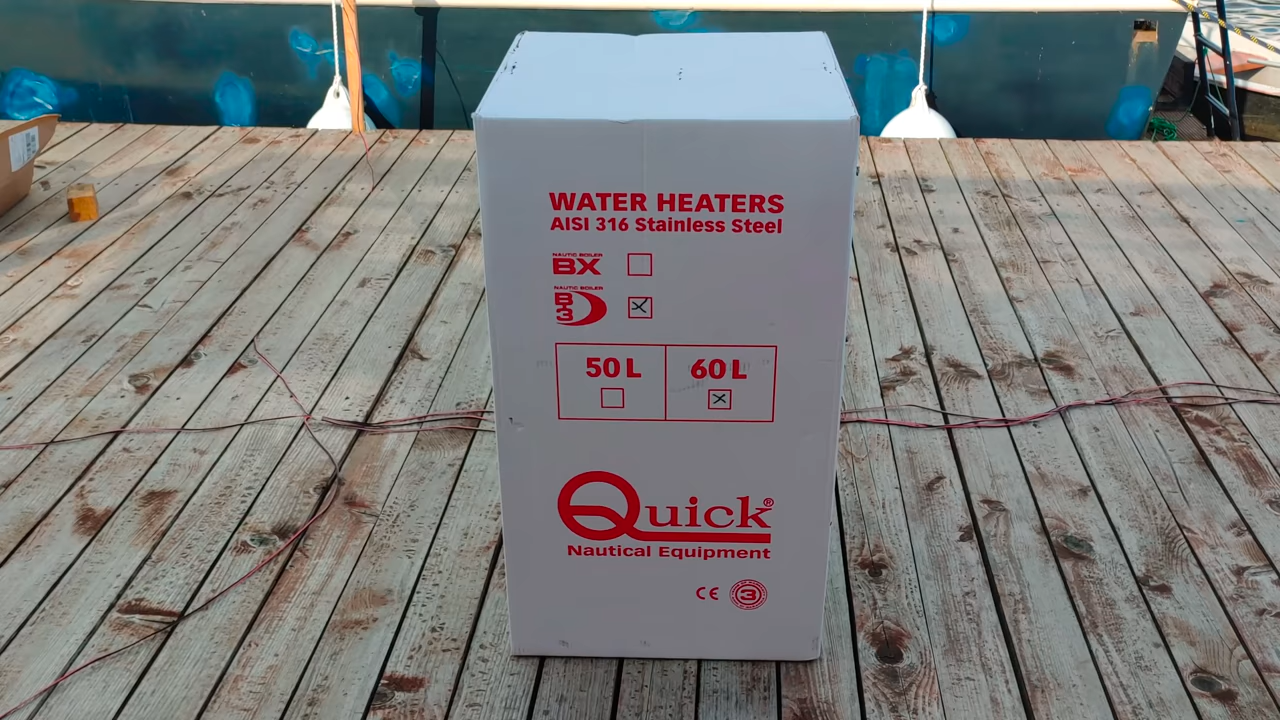 WATER HEATERS
AISI 316 Stainless Steel
NAUTIC BOILER
BX
NAUTIC BOILER
B3
50 L
60 L
Quick®
Nautical Equipment
CE
3